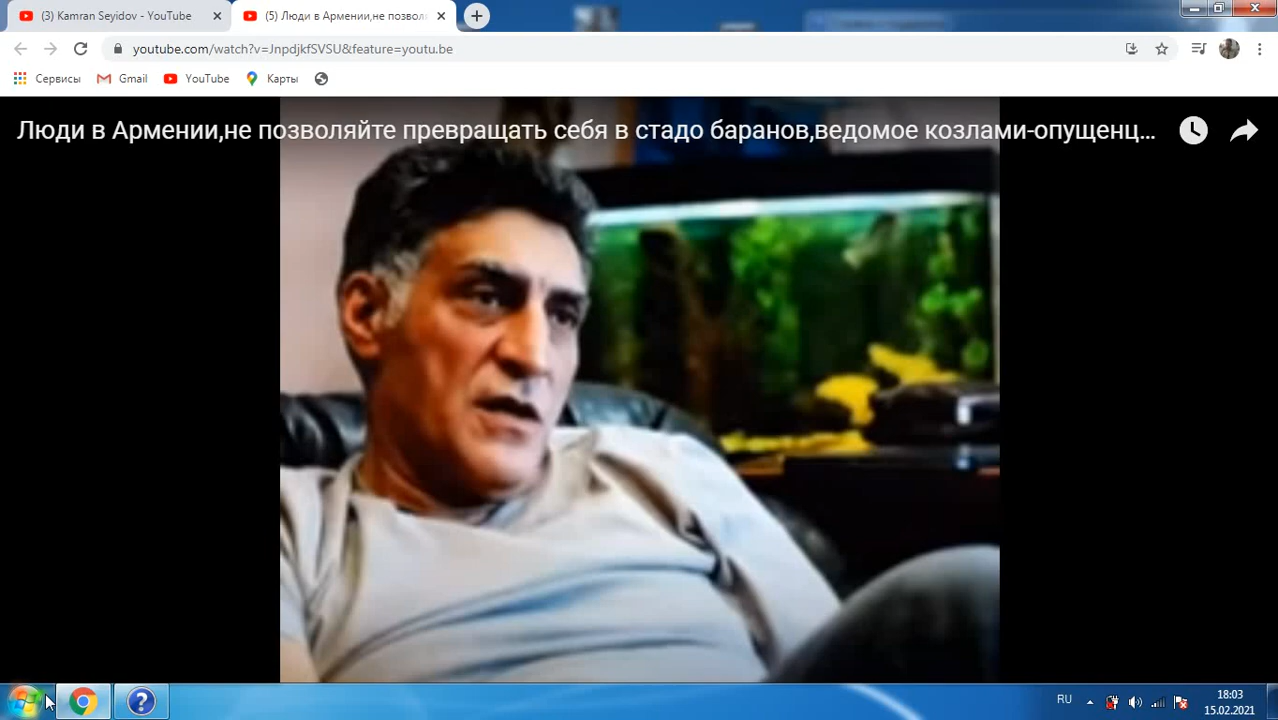 (3) Kamran Seyidov - YouTube
(5) Люди в Армении,не позвол
youtube.com/watch?v=JnpdjkfSVSU&feature=youtu.be
Сервисы Gmail YouTube Карты
Люди в Армении,не позволяйте превращать себя в стадо баранов,ведомое козлами-опущенц...
RU
18:03
15.02.2021